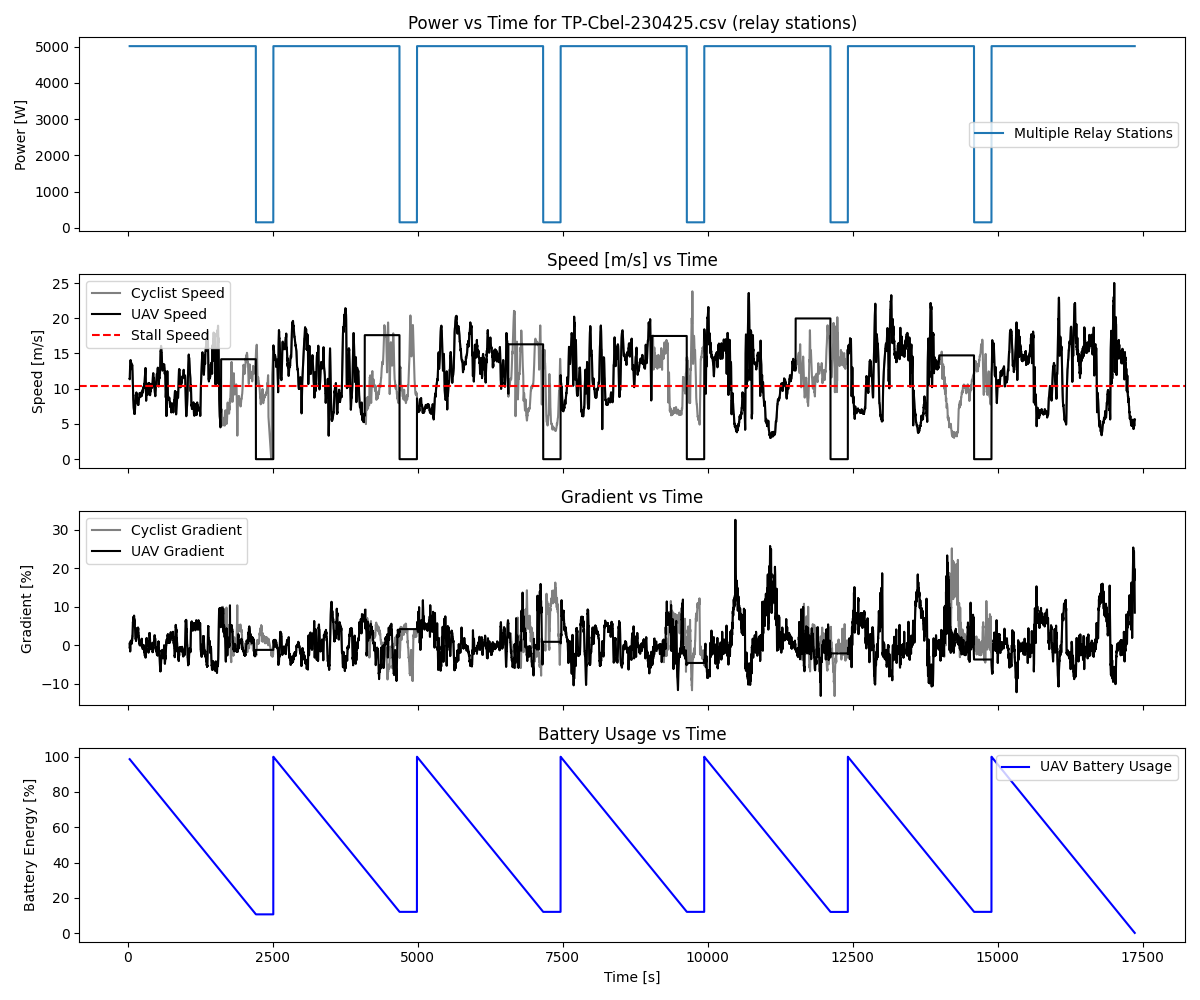 Power vs Time for TP-Cbel-230425.csv (relay stations)
5000
4000
3000
2000
1000
0
Power [W]
Multiple Relay Stations
Speed [m/s] vs Time
25
20
15
10
5
0
Speed [m/s]
Cyclist Speed
UAV Speed
Stall Speed
Gradient vs Time
30
20
10
0
−10
Gradient [%]
Cyclist Gradient
UAV Gradient
Battery Usage vs Time
100
80
60
40
20
0
Battery Energy [%]
UAV Battery Usage
0 2500 5000 7500 10000 12500 15000 17500
Time [s]